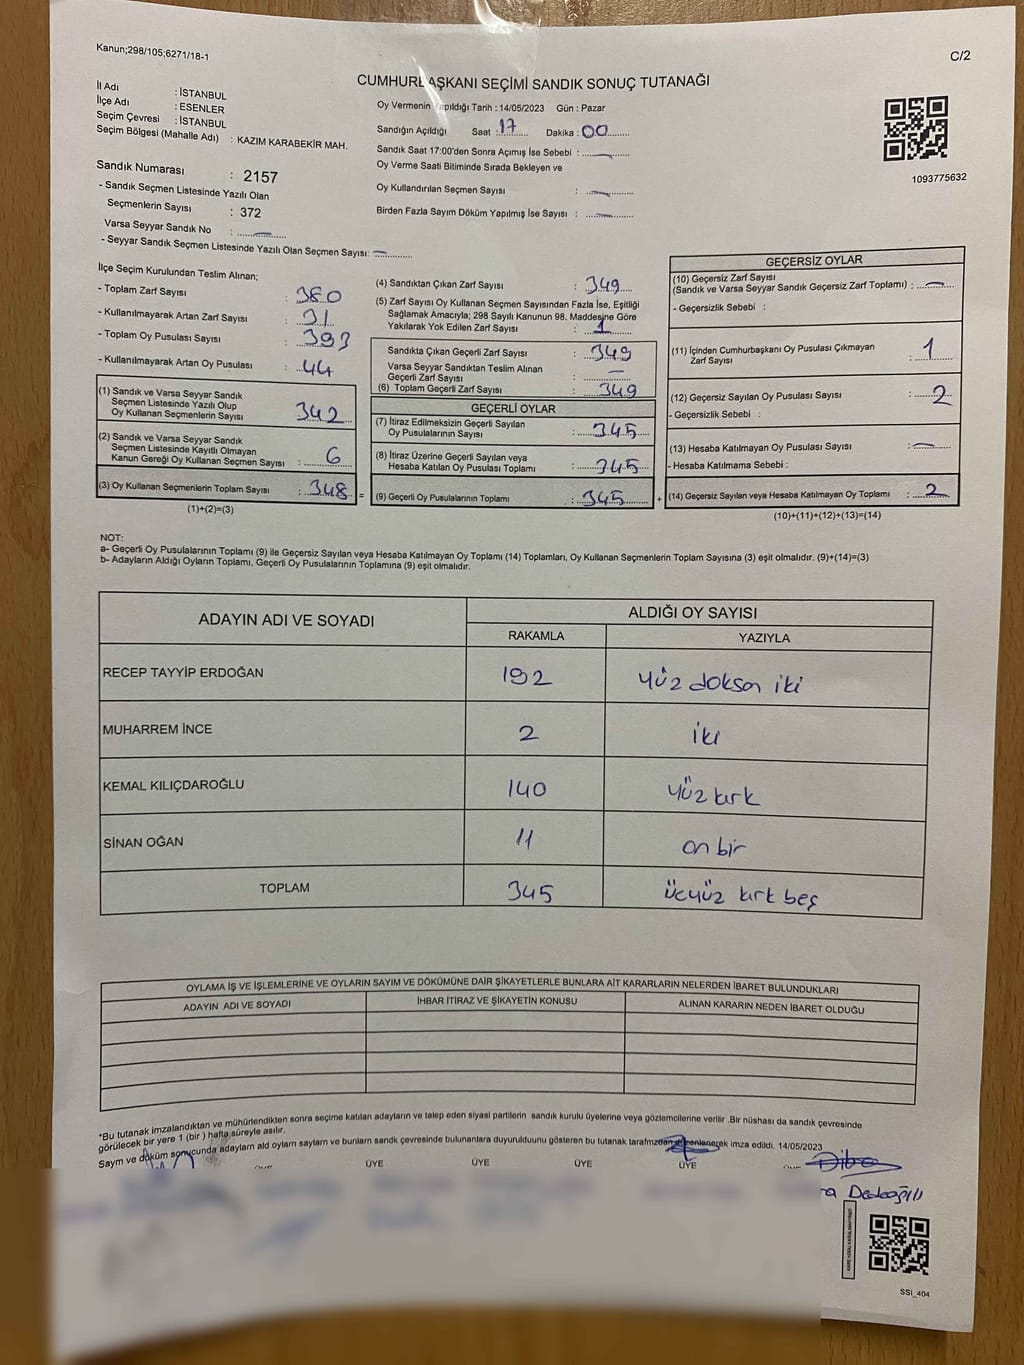 Kanun;298/105;6271/18-1
C/2
CUMHURBAŞKANI SEÇİMİ SANDIK SONUÇ TUTANAĞI
İl Adı : İSTANBUL
İlçe Adı : ESENLER
Seçim Çevresi : İSTANBUL
Seçim Bölgesi (Mahalle Adı) : KAZIM KARABEKİR MAH.
Sandık Numarası : 2157
- Sandık Seçmen Listesinde Yazılı Olan
Seçmenlerin Sayısı : 372
Varsa Seyyar Sandık No :
- Seyyar Sandık Seçmen Listesinde Yazılı Olan Seçmen Sayısı:
Oy Vermenin Yapıldığı Tarih : 14/05/2023 Gün : Pazar
Sandığın Açıldığı Saat : 17 Dakika : 00
Sandık Saat 17:00'den Sonra Açımış İse Sebebi :
Oy Verme Saati Bitiminde Sırada Bekleyen ve
Oy Kullandırılan Seçmen Sayısı :
Birden Fazla Sayım Döküm Yapılmış İse Sayısı :
1093775632
İlçe Seçim Kurulundan Teslim Alınan;
- Toplam Zarf Sayısı : 380
- Kullanılmayarak Artan Zarf Sayısı : 31
- Toplam Oy Pusulası Sayısı : 393
- Kullanılmayarak Artan Oy Pusulası : 44
(1) Sandık ve Varsa Seyyar Sandık
Seçmen Listesinde Yazılı Olup
Oy Kullanan Seçmenlerin Sayısı : 342
(2) Sandık ve Varsa Seyyar Sandık
Seçmen Listesinde Kayıtlı Olmayan
Kanun Gereği Oy Kullanan Seçmen Sayısı : 6
(3) Oy Kullanan Seçmenlerin Toplam Sayısı : 348 =
(1)+(2)=(3)
(4) Sandıktan Çıkan Zarf Sayısı : 349
(5) Zarf Sayısı Oy Kullanan Seçmen Sayısından Fazla İse, Eşitliği
Sağlamak Amacıyla; 298 Sayılı Kanunun 98. Maddesine Göre
Yakılarak Yok Edilen Zarf Sayısı : 1
Sandıkta Çıkan Geçerli Zarf Sayısı : 349
Varsa Seyyar Sandıktan Teslim Alınan
Geçerli Zarf Sayısı :
(6) Toplam Geçerli Zarf Sayısı : 349
GEÇERLİ OYLAR
(7) İtiraz Edilmeksizin Geçerli Sayılan
Oy Pusulalarının Sayısı : 345
(8) İtiraz Üzerine Geçerli Sayılan veya
Hesaba Katılan Oy Pusulası Toplamı : 345
(9) Geçerli Oy Pusulalarının Toplamı : 345 +
GEÇERSİZ OYLAR
(10) Geçersiz Zarf Sayısı
(Sandık ve Varsa Seyyar Sandık Geçersiz Zarf Toplamı) :
- Geçersizlik Sebebi :
(11) İçinden Cumhurbaşkanı Oy Pusulası Çıkmayan
Zarf Sayısı : 1
(12) Geçersiz Sayılan Oy Pusulası Sayısı : 2
- Geçersizlik Sebebi :
(13) Hesaba Katılmayan Oy Pusulası Sayısı :
- Hesaba Katılmama Sebebi :
(14) Geçersiz Sayılan veya Hesaba Katılmayan Oy Toplamı : 2
(10)+(11)+(12)+(13)=(14)
NOT:
a- Geçerli Oy Pusulalarının Toplamı (9) ile Geçersiz Sayılan veya Hesaba Katılmayan Oy Toplamı (14) Toplamları, Oy Kullanan Seçmenlerin Toplam Sayısına (3) eşit olmalıdır. (9)+(14)=(3)
b- Adayların Aldığı Oyların Toplamı, Geçerli Oy Pusulalarının Toplamına (9) eşit olmalıdır.
ADAYIN ADI VE SOYADI ALDIĞI OY SAYISI
RAKAMLA YAZIYLA
RECEP TAYYİP ERDOĞAN 192 yüz doksan iki
MUHARREM İNCE 2 iki
KEMAL KILIÇDAROĞLU 140 yüz kırk
SİNAN OĞAN 11 on bir
TOPLAM 345 üçyüz kırk beş
OYLAMA İŞ VE İŞLEMLERİNE VE OYLARIN SAYIM VE DÖKÜMÜNE DAİR ŞİKAYETLERLE BUNLARA AİT KARARLARIN NELERDEN İBARET BULUNDUKLARI
ADAYIN ADI VE SOYADI İHBAR İTİRAZ VE ŞİKAYETİN KONUSU ALINAN KARARIN NEDEN İBARET OLDUĞU
*Bu tutanak imzalandıktan ve mühürlendikten sonra seçime katılan adayların ve talep eden siyasi partilerin sandık kurulu üyelerine veya gözlemcilerine verilir .Bir nüshası da sandık çevresinde
görülecek bir yere 1 (bir ) hafta süreyle asılır.
Sayım ve döküm sonucunda adayların ald oyların sayların ve bunların sandık çevresinde bulunanlara duyurulduunu gösteren bu tutanak tarafmzdan düzenlenerek imza edildi. 14/05/2023
ÜYE ÜYE ÜYE ÜYE
SSI_404